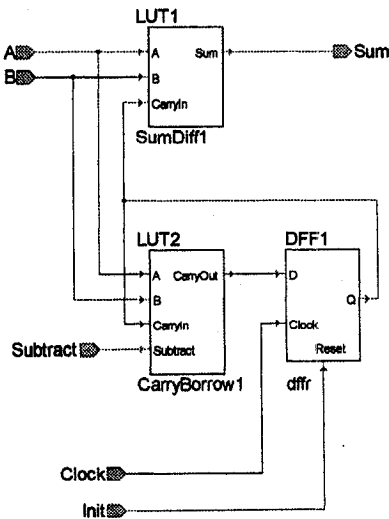 LUT1
A
B
A
Sum
B
CarryIn
Sum
SumDiff1
LUT2
DFF1
A
CarryOut
B
CarryIn
Subtract
Subtract
CarryBorrow1
D
Q
Clock
Reset
dffr
Clock
Init